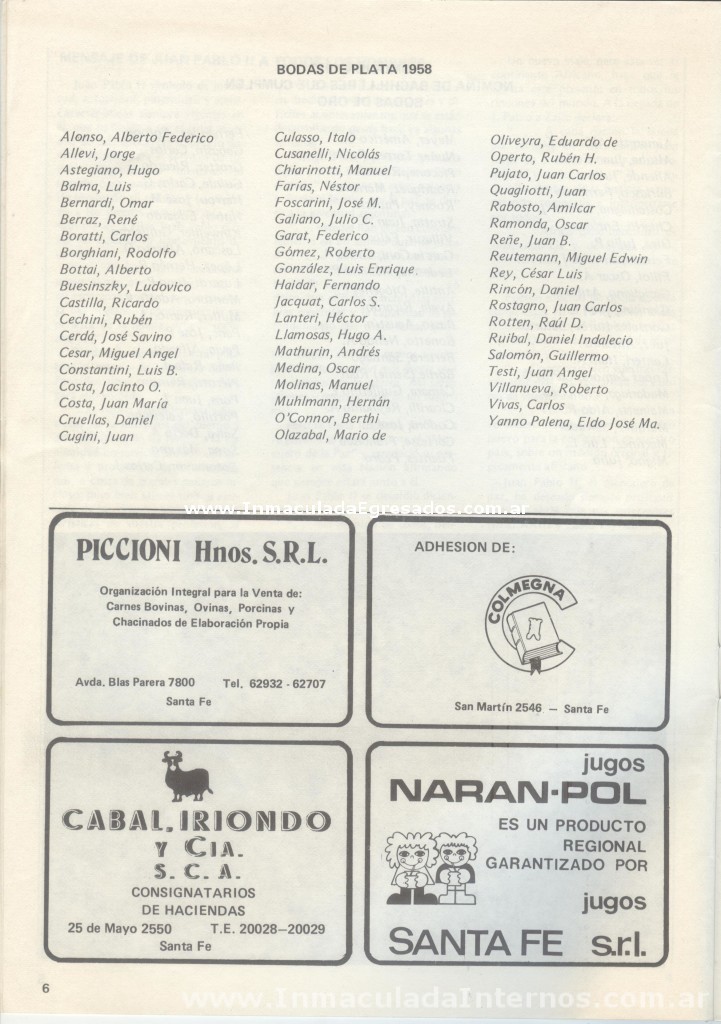 BODAS DE PLATA 1958
Alonso, Alberto Federico
Allevi, Jorge
Astegiano, Hugo
Balma, Luis
Bernardi, Omar
Berraz, René
Boratti, Carlos
Borghiani, Rodolfo
Bottai, Alberto
Buesinszky, Ludovico
Castilla, Ricardo
Cechini, Rubén
Cerdá, José Savino
Cesar, Miguel Angel
Constantini, Luis B.
Costa, Jacinto O.
Costa, Juan María
Cruellas, Daniel
Cugini, Juan
Culasso, Italo
Cusanelli, Nicolás
Chiarinotti, Manuel
Farías, Néstor
Foscarini, José M.
Galiano, Julio C.
Garat, Federico
Gómez, Roberto
González, Luis Enrique.
Haidar, Fernando
Jacquat, Carlos S.
Lanteri, Héctor
Llamosas, Hugo A.
Mathurin, Andrés
Medina, Oscar
Molinas, Manuel
Muhlmann, Hernán
O'Connor, Berthi
Olazabal, Mario de
Oliveyra, Eduardo de
Operto, Rubén H.
Pujato, Juan Carlos
Quagliotti, Juan
Rabosto, Amilcar
Ramonda, Oscar
Reñe, Juan B.
Reutemann, Miguel Edwin
Rey, César Luis
Rincón, Daniel
Rostagno, Juan Carlos
Rotten, Raúl D.
Ruibal, Daniel Indalecio
Salomón, Guillermo
Testi, Juan Angel
Villanueva, Roberto
Vivas, Carlos
Yanno Palena, Eldo José Ma.
www.InmaculadaEgresados.com.ar
PICCIONI Hnos. S.R.L.
Organización Integral para la Venta de:
Carnes Bovinas, Ovinas, Porcinas y
Chacinados de Elaboración Propia
Avda. Blas Parera 7800 Tel. 62932 - 62707
Santa Fe
ADHESION DE:
COLMEGNA
San Martín 2546 — Santa Fe
CABAL, IRIONDO
Y CIA.
S. C. A.
CONSIGNATARIOS
DE HACIENDAS
25 de Mayo 2550 T.E. 20028—20029
Santa Fe
jugos
NARAN-POL
ES UN PRODUCTO
REGIONAL
GARANTIZADO POR
jugos
SANTA FE s.r.l.
6
www.InmaculadaInternos.com.ar